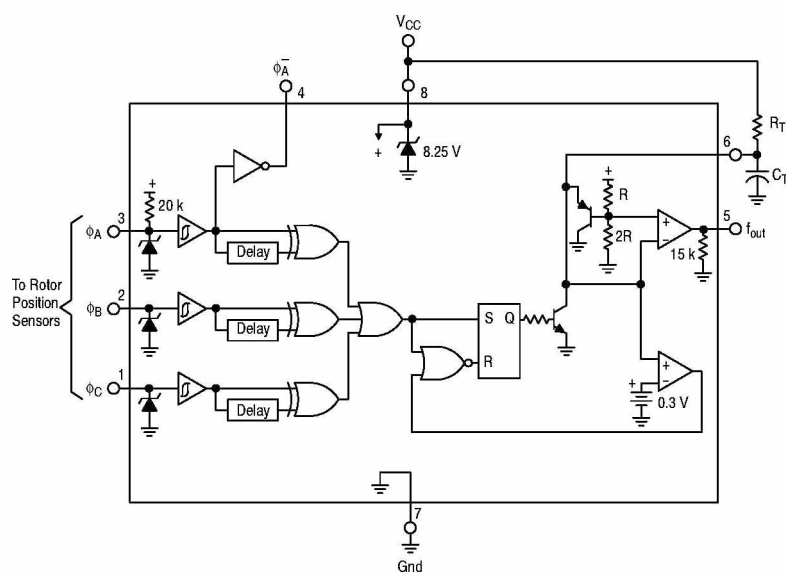 V_CC
φ̅_A
4
8
R_T
6
+
8.25 V
C_T
+
20 k
+
R
3
5
φ_A
2R
+
−
f_out
Delay
15 k
To Rotor
Position
Sensors
2
φ_B
S Q
Delay
R
1
φ_C
+
−
+
0.3 V
Delay
7
Gnd